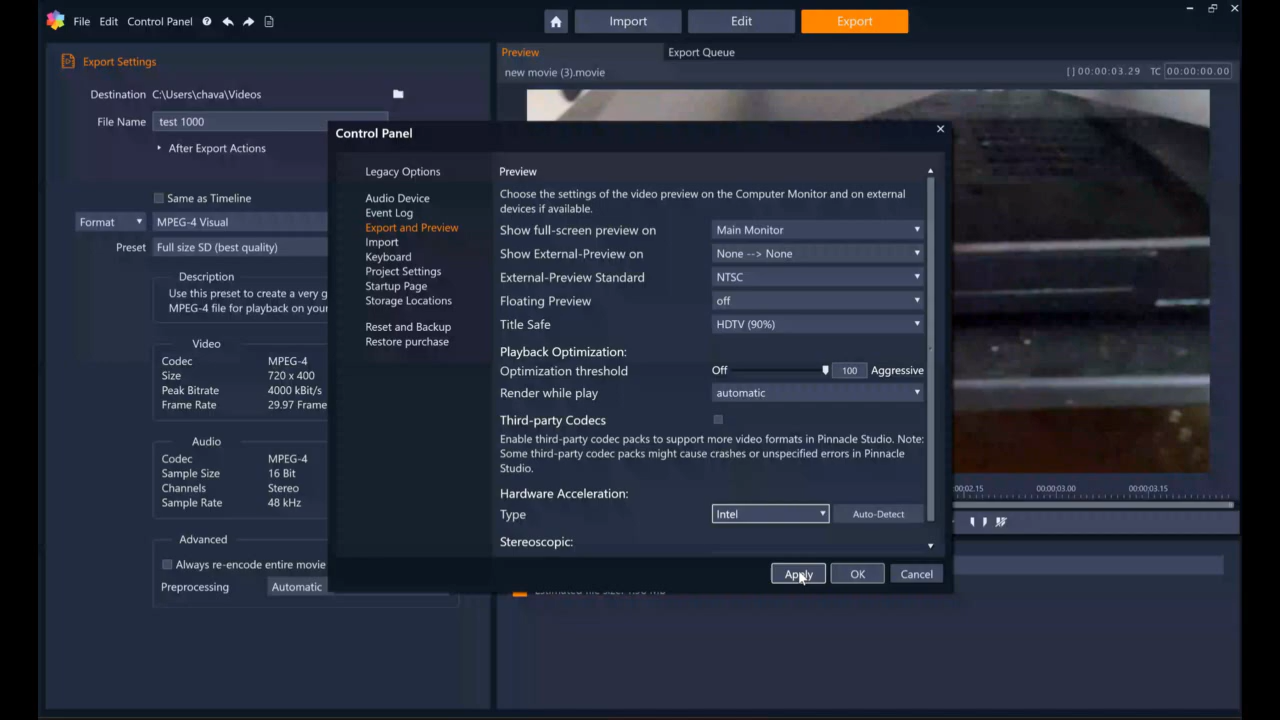 File Edit Control Panel
Import Edit Export
Export Settings
Destination C:\Users\chava\Videos
File Name test 1000
After Export Actions
Same as Timeline
Format MPEG-4 Visual
Preset Full size SD (best quality)
Description
Use this preset to create a very g
MPEG-4 file for playback on your
Video
Codec MPEG-4
Size 720 x 400
Peak Bitrate 4000 kBit/s
Frame Rate 29.97 Frame
Audio
Codec MPEG-4
Sample Size 16 Bit
Channels Stereo
Sample Rate 48 kHz
Advanced
Always re-encode entire movie
Preprocessing Automatic
Preview Export Queue
new movie (3).movie [] 00:00:03.29 TC 00:00:00.00
Control Panel
Legacy Options
Audio Device
Event Log
Export and Preview
Import
Keyboard
Project Settings
Startup Page
Storage Locations
Reset and Backup
Restore purchase
Preview
Choose the settings of the video preview on the Computer Monitor and on external
devices if available.
Show full-screen preview on Main Monitor
Show External-Preview on None --> None
External-Preview Standard NTSC
Floating Preview off
Title Safe HDTV (90%)
Playback Optimization:
Optimization threshold Off 100 Aggressive
Render while play automatic
Third-party Codecs
Enable third-party codec packs to support more video formats in Pinnacle Studio. Note:
Some third-party codec packs might cause crashes or unspecified errors in Pinnacle
Studio.
Hardware Acceleration:
Type Intel Auto-Detect
Stereoscopic:
Apply OK Cancel
00:02.15 00:00:03.00 00:00:03.15